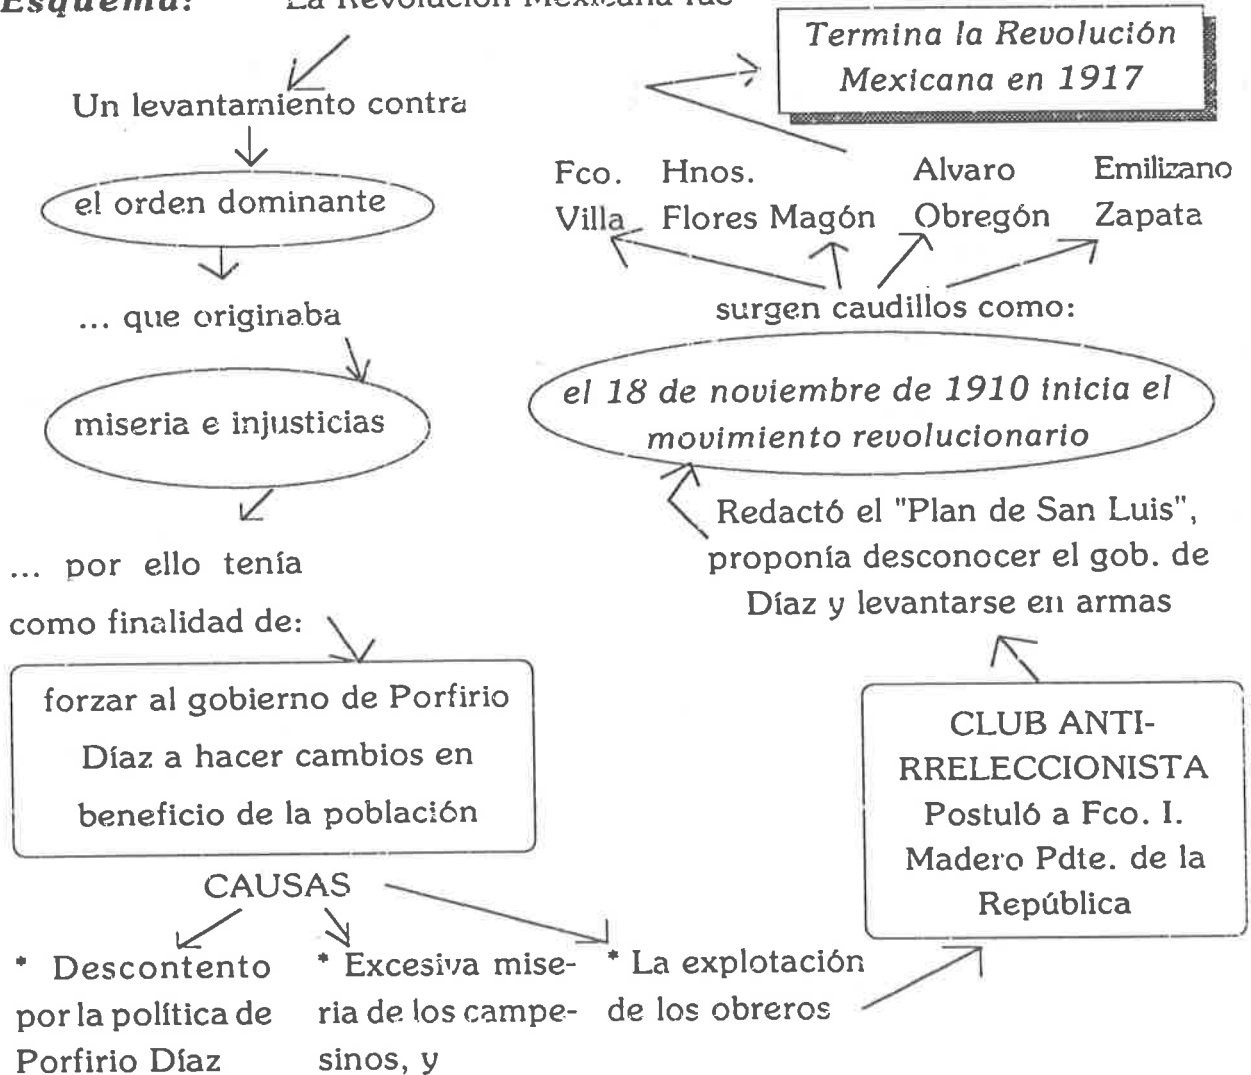 Esquema: La Revolución Mexicana fue
Un levantamiento contra
el orden dominante
... que originaba
miseria e injusticias
... por ello tenía
como finalidad de:
forzar al gobierno de Porfirio
Díaz a hacer cambios en
beneficio de la población
CAUSAS
* Descontento
por la política de
Porfirio Díaz
* Excesiva mise-
ria de los campe-
sinos, y
* La explotación
de los obreros
CLUB ANTI-
RRELECCIONISTA
Postuló a Fco. I.
Madero Pdte. de la
República
Redactó el "Plan de San Luis",
proponía desconocer el gob. de
Díaz y levantarse en armas
el 18 de noviembre de 1910 inicia el
movimiento revolucionario
surgen caudillos como:
Fco.
Villa
Hnos.
Flores Magón
Alvaro
Obregón
Emilizano
Zapata
Termina la Revolución
Mexicana en 1917